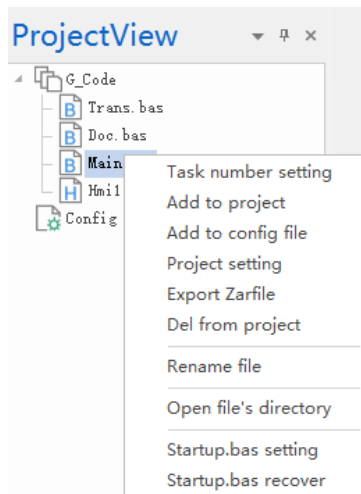 ProjectView
G_Code
B Trans.bas
B Doc.bas
B Main
H Hmi1
Config
Task number setting
Add to project
Add to config file
Project setting
Export Zarfile
Del from project
Rename file
Open file's directory
Startup.bas setting
Startup.bas recover